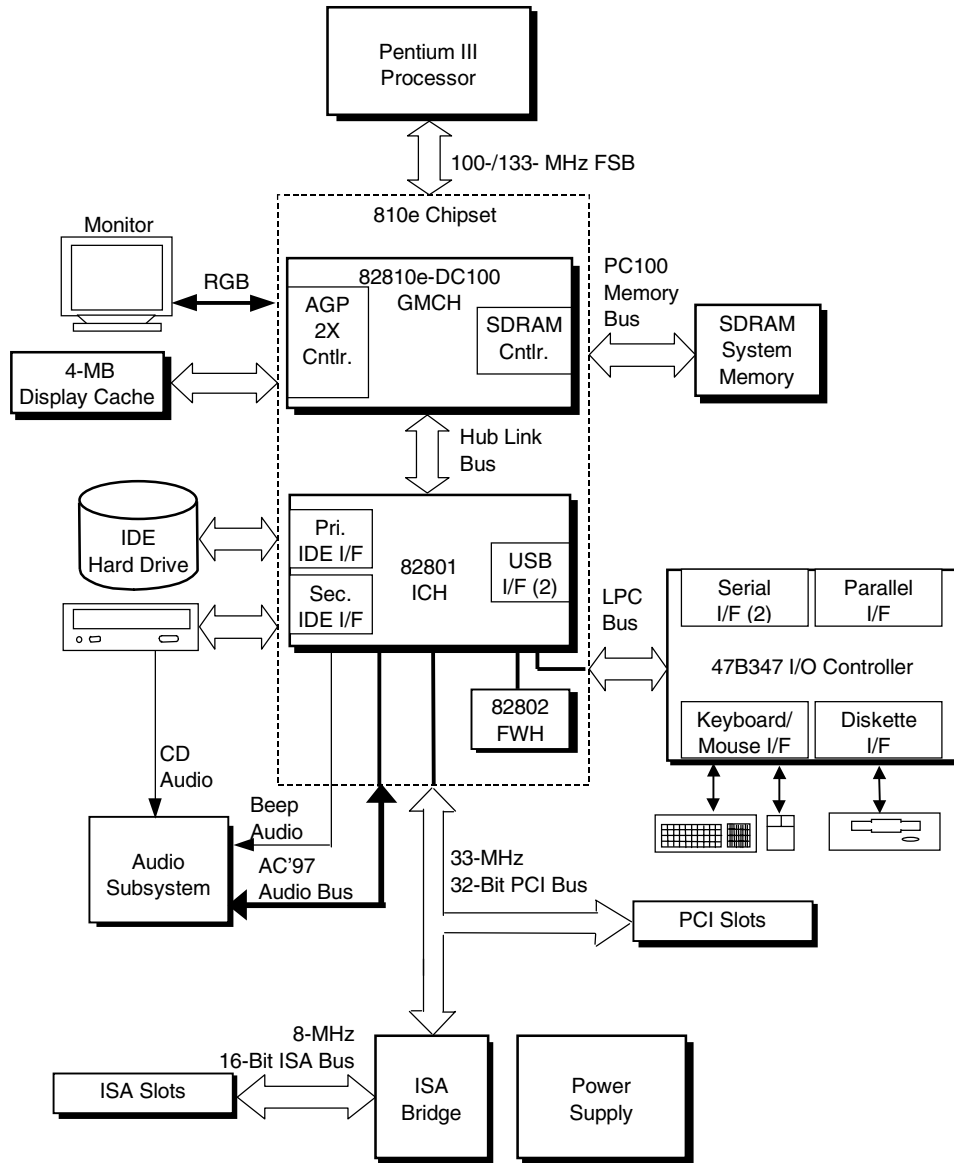 Pentium III
Processor
100-/133- MHz FSB
810e Chipset
Monitor
RGB
82810e-DC100
GMCH
AGP
2X
Cntlr.
SDRAM
Cntlr.
PC100
Memory
Bus
SDRAM
System
Memory
4-MB
Display Cache
Hub Link
Bus
IDE
Hard Drive
Pri.
IDE I/F
Sec.
IDE I/F
82801
ICH
USB
I/F (2)
LPC
Bus
Serial
I/F (2)
Parallel
I/F
47B347 I/O Controller
Keyboard/
Mouse I/F
Diskette
I/F
82802
FWH
CD
Audio
Beep
Audio
AC'97
Audio Bus
Audio
Subsystem
33-MHz
32-Bit PCI Bus
PCI Slots
8-MHz
16-Bit ISA Bus
ISA Slots
ISA
Bridge
Power
Supply